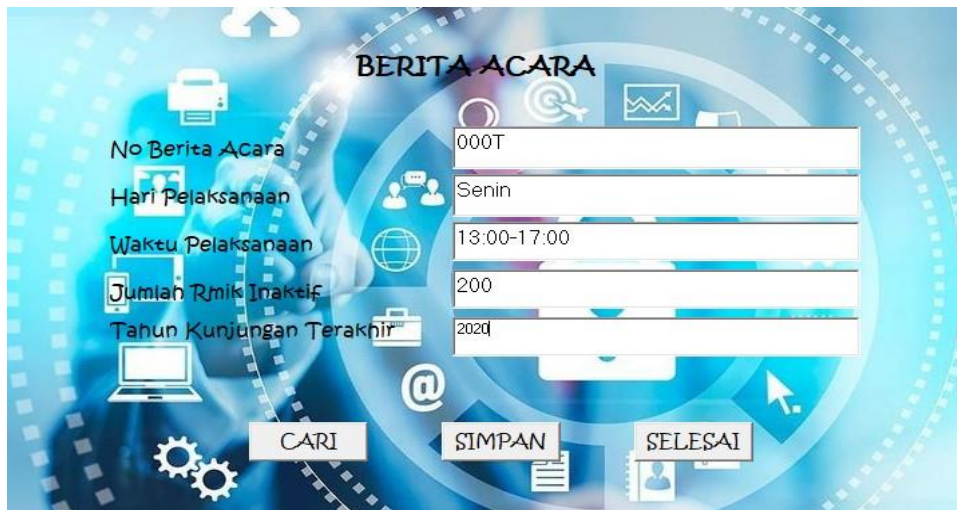 BERITA ACARA
No Berita Acara 000T
Hari Pelaksanaan Senin
Waktu Pelaksanaan 13:00-17:00
Jumlah Rmik Inaktif 200
Tahun Kunjungan Terakhir 2020
CARI SIMPAN SELESAI